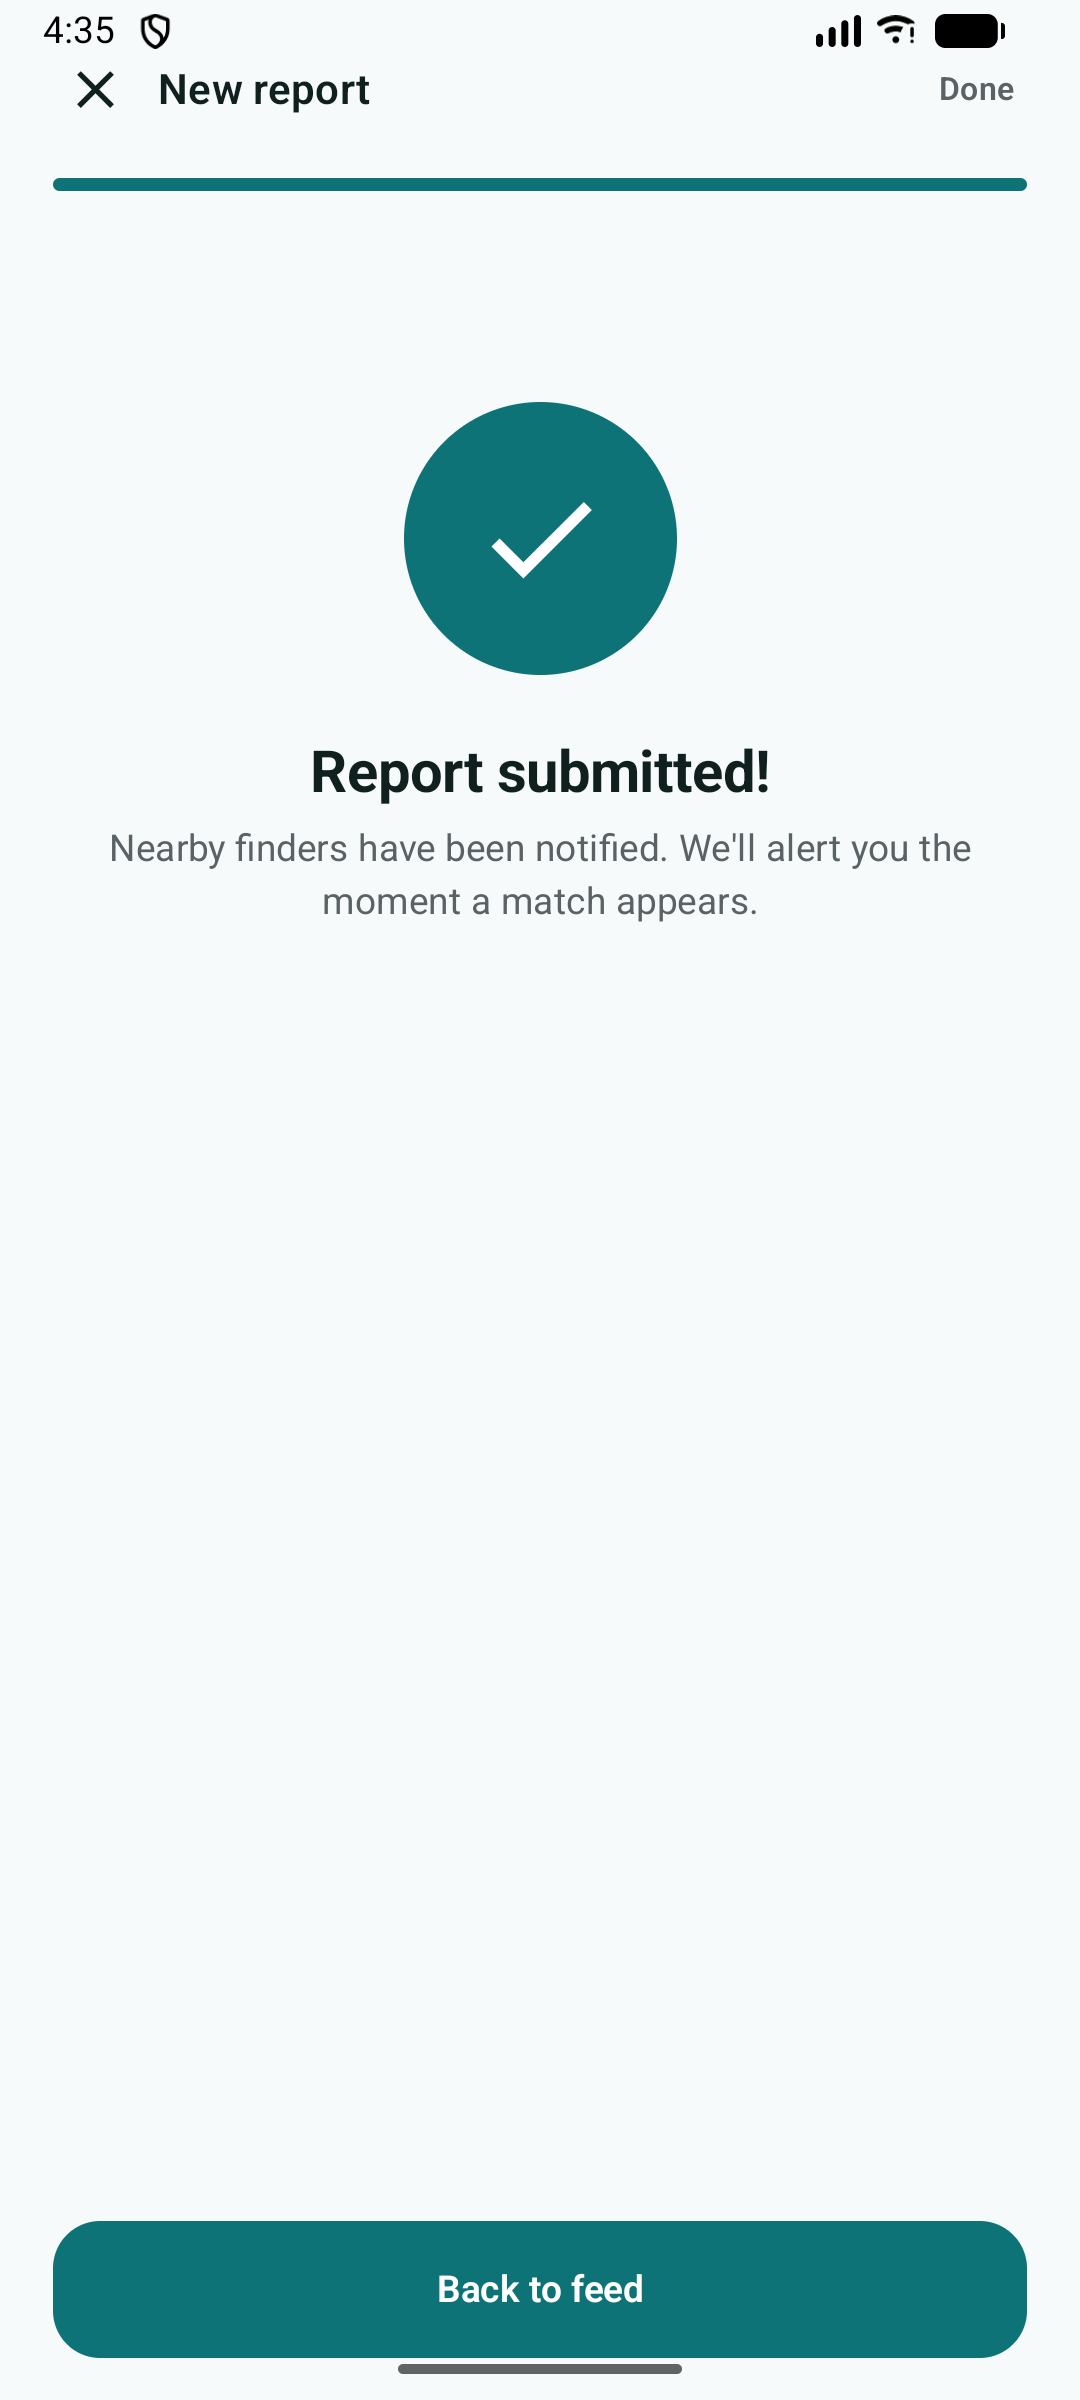 4:35
New report
Done
Report submitted!
Nearby finders have been notified. We'll alert you the
moment a match appears.
Back to feed